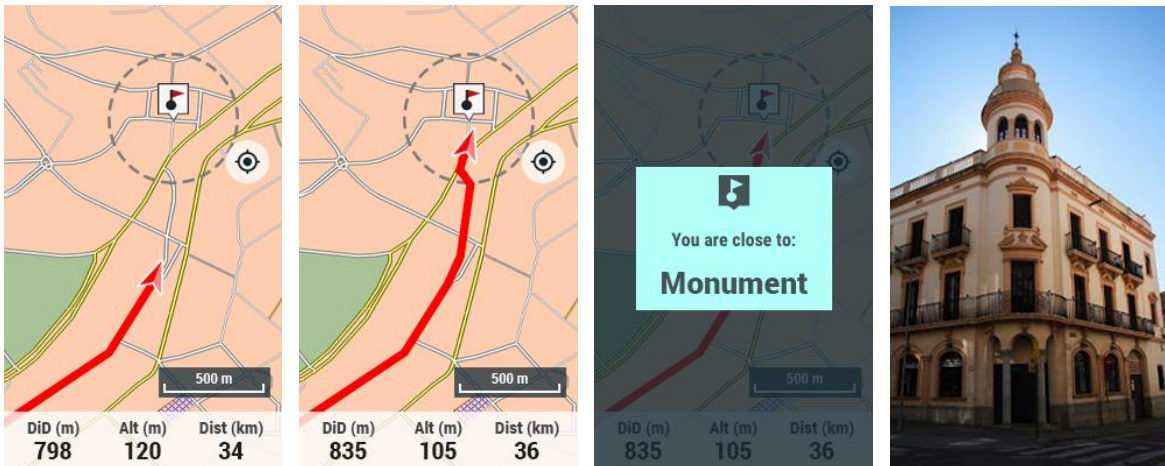 500 m
DiD (m) Alt (m) Dist (km)
798 120 34
500 m
DiD (m) Alt (m) Dist (km)
835 105 36
You are close to:
Monument
500 m
DiD (m) Alt (m) Dist (km)
835 105 36